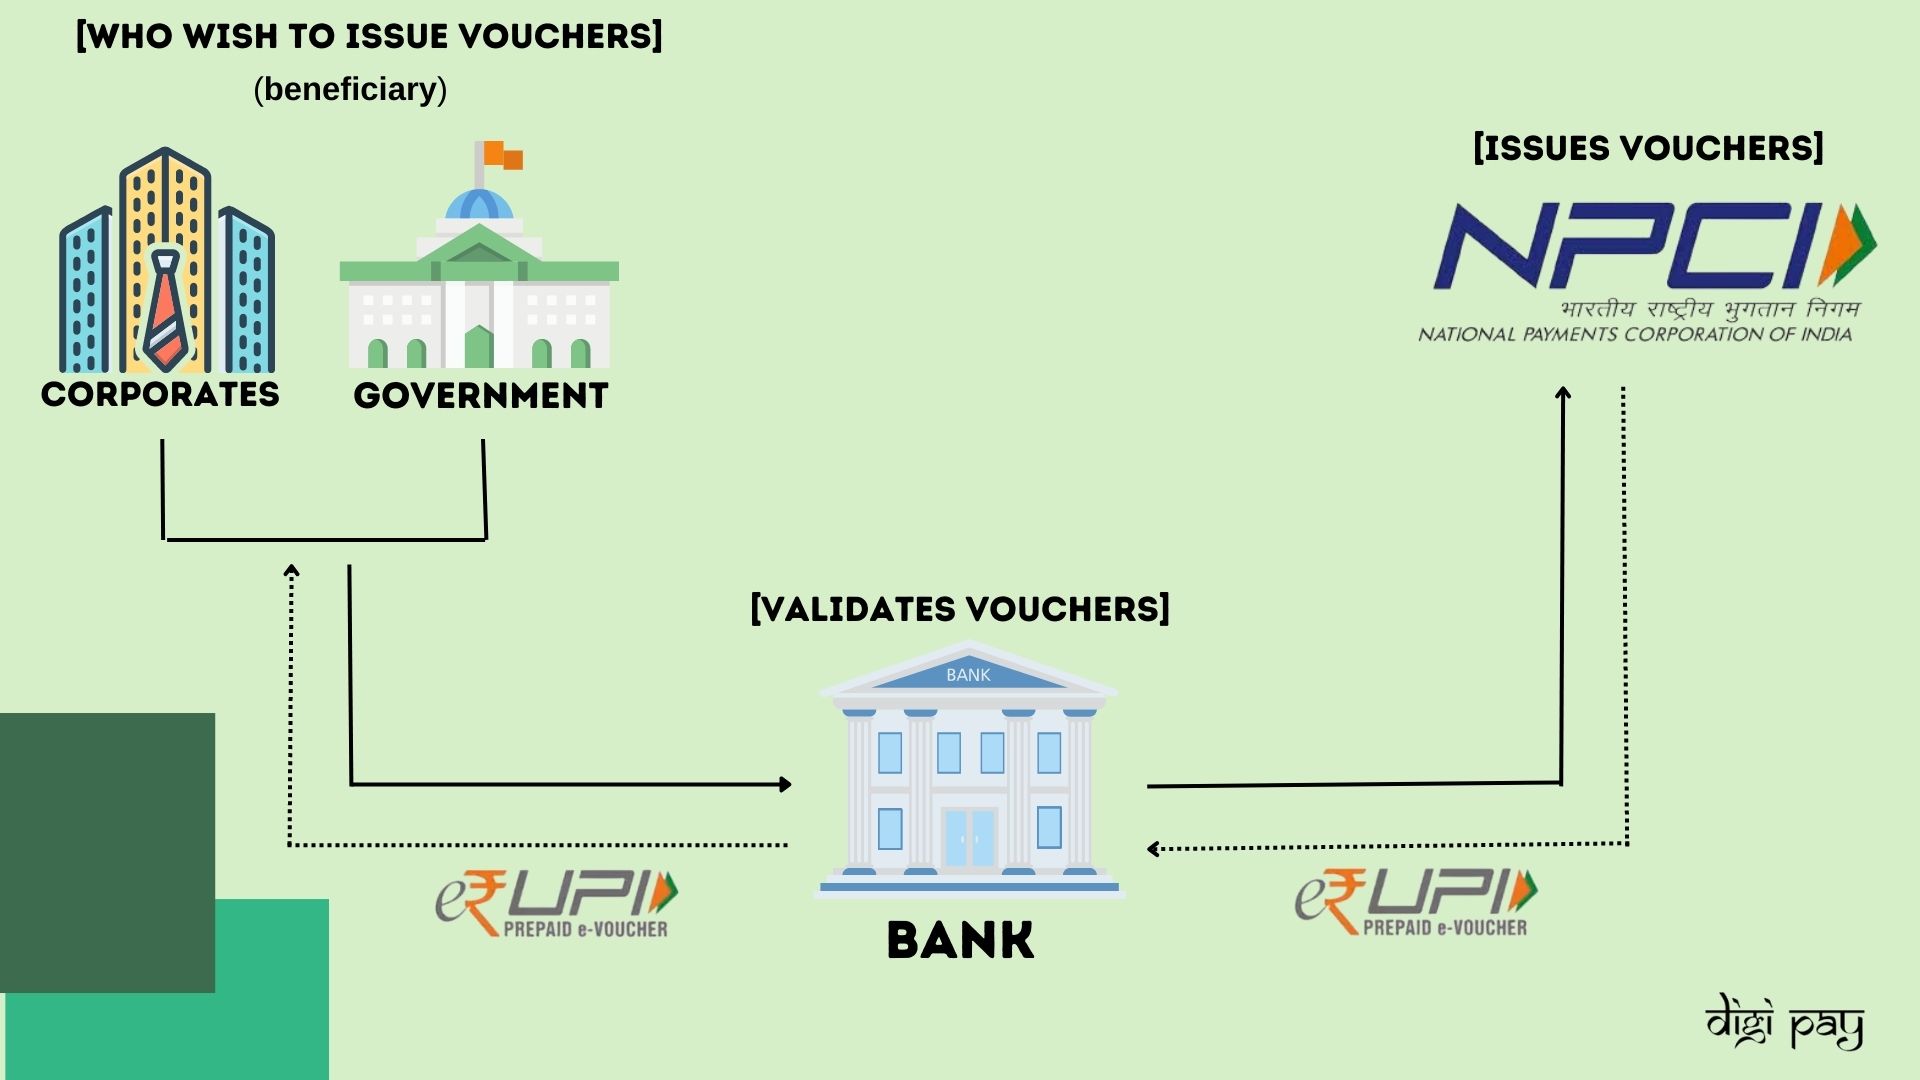 [WHO WISH TO ISSUE VOUCHERS]
(beneficiary)
CORPORATES
GOVERNMENT
[ISSUES VOUCHERS]
NPCI
भारतीय राष्ट्रीय भुगतान निगम
NATIONAL PAYMENTS CORPORATION OF INDIA
[VALIDATES VOUCHERS]
BANK
BANK
e₹UPI
PREPAID e-VOUCHER
e₹UPI
PREPAID e-VOUCHER
digi pay